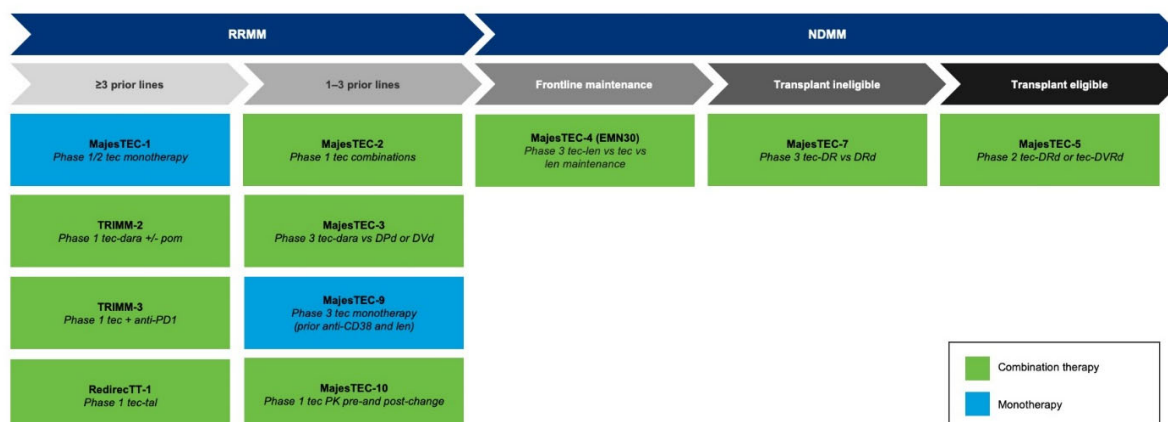 RRMM
NDMM
≥3 prior lines
1–3 prior lines
Frontline maintenance
Transplant ineligible
Transplant eligible
MajesTEC-1
Phase 1/2 tec monotherapy
MajesTEC-2
Phase 1 tec combinations
MajesTEC-4 (EMN30)
Phase 3 tec-len vs tec vs
len maintenance
MajesTEC-7
Phase 3 tec-DR vs DRd
MajesTEC-5
Phase 2 tec-DRd or tec-DVRd
TRIMM-2
Phase 1 tec-dara +/- pom
MajesTEC-3
Phase 3 tec-dara vs DPd or DVd
TRIMM-3
Phase 1 tec + anti-PD1
MajesTEC-9
Phase 3 tec monotherapy
(prior anti-CD38 and len)
RedirecTT-1
Phase 1 tec-tal
MajesTEC-10
Phase 1 tec PK pre-and post-change
Combination therapy
Monotherapy